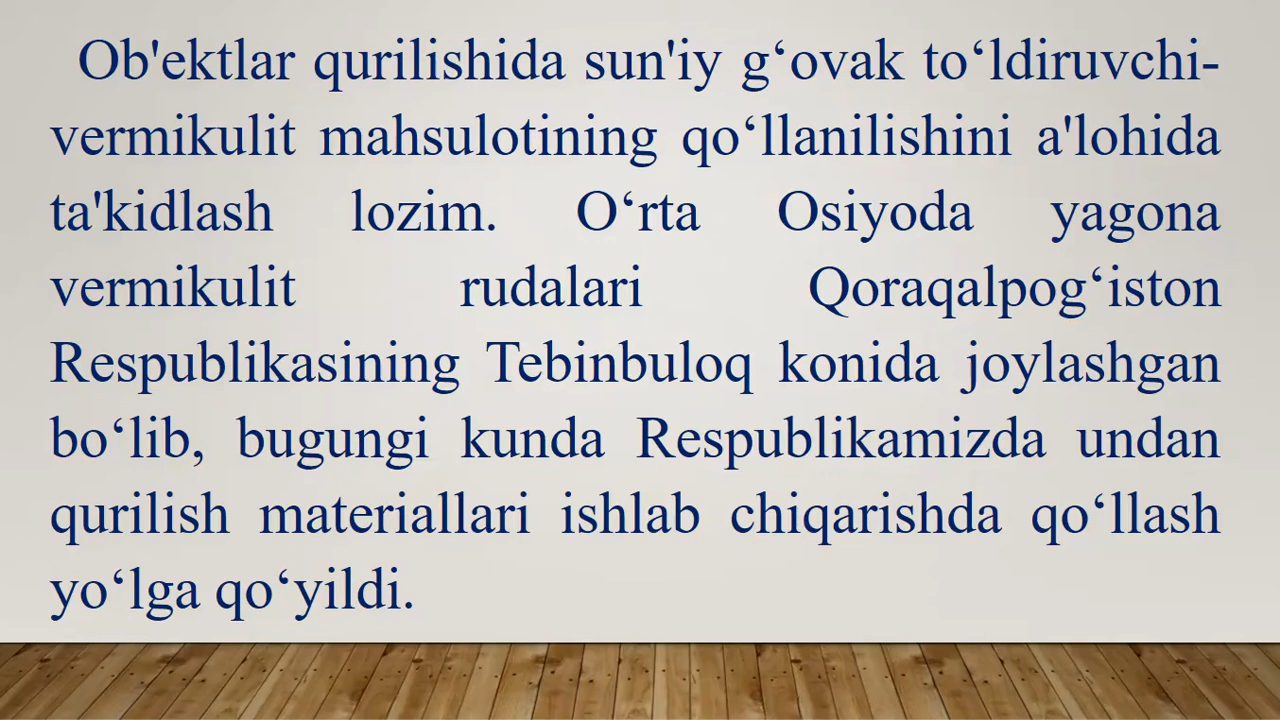 Ob'ektlar qurilishida sun'iy g‘ovak to‘ldiruvchi-
vermikulit mahsulotining qo‘llanilishini a'lohida
ta'kidlash lozim. O‘rta Osiyoda yagona
vermikulit rudalari Qoraqalpog‘iston
Respublikasining Tebinbuloq konida joylashgan
bo‘lib, bugungi kunda Respublikamizda undan
qurilish materiallari ishlab chiqarishda qo‘llash
yo‘lga qo‘yildi.